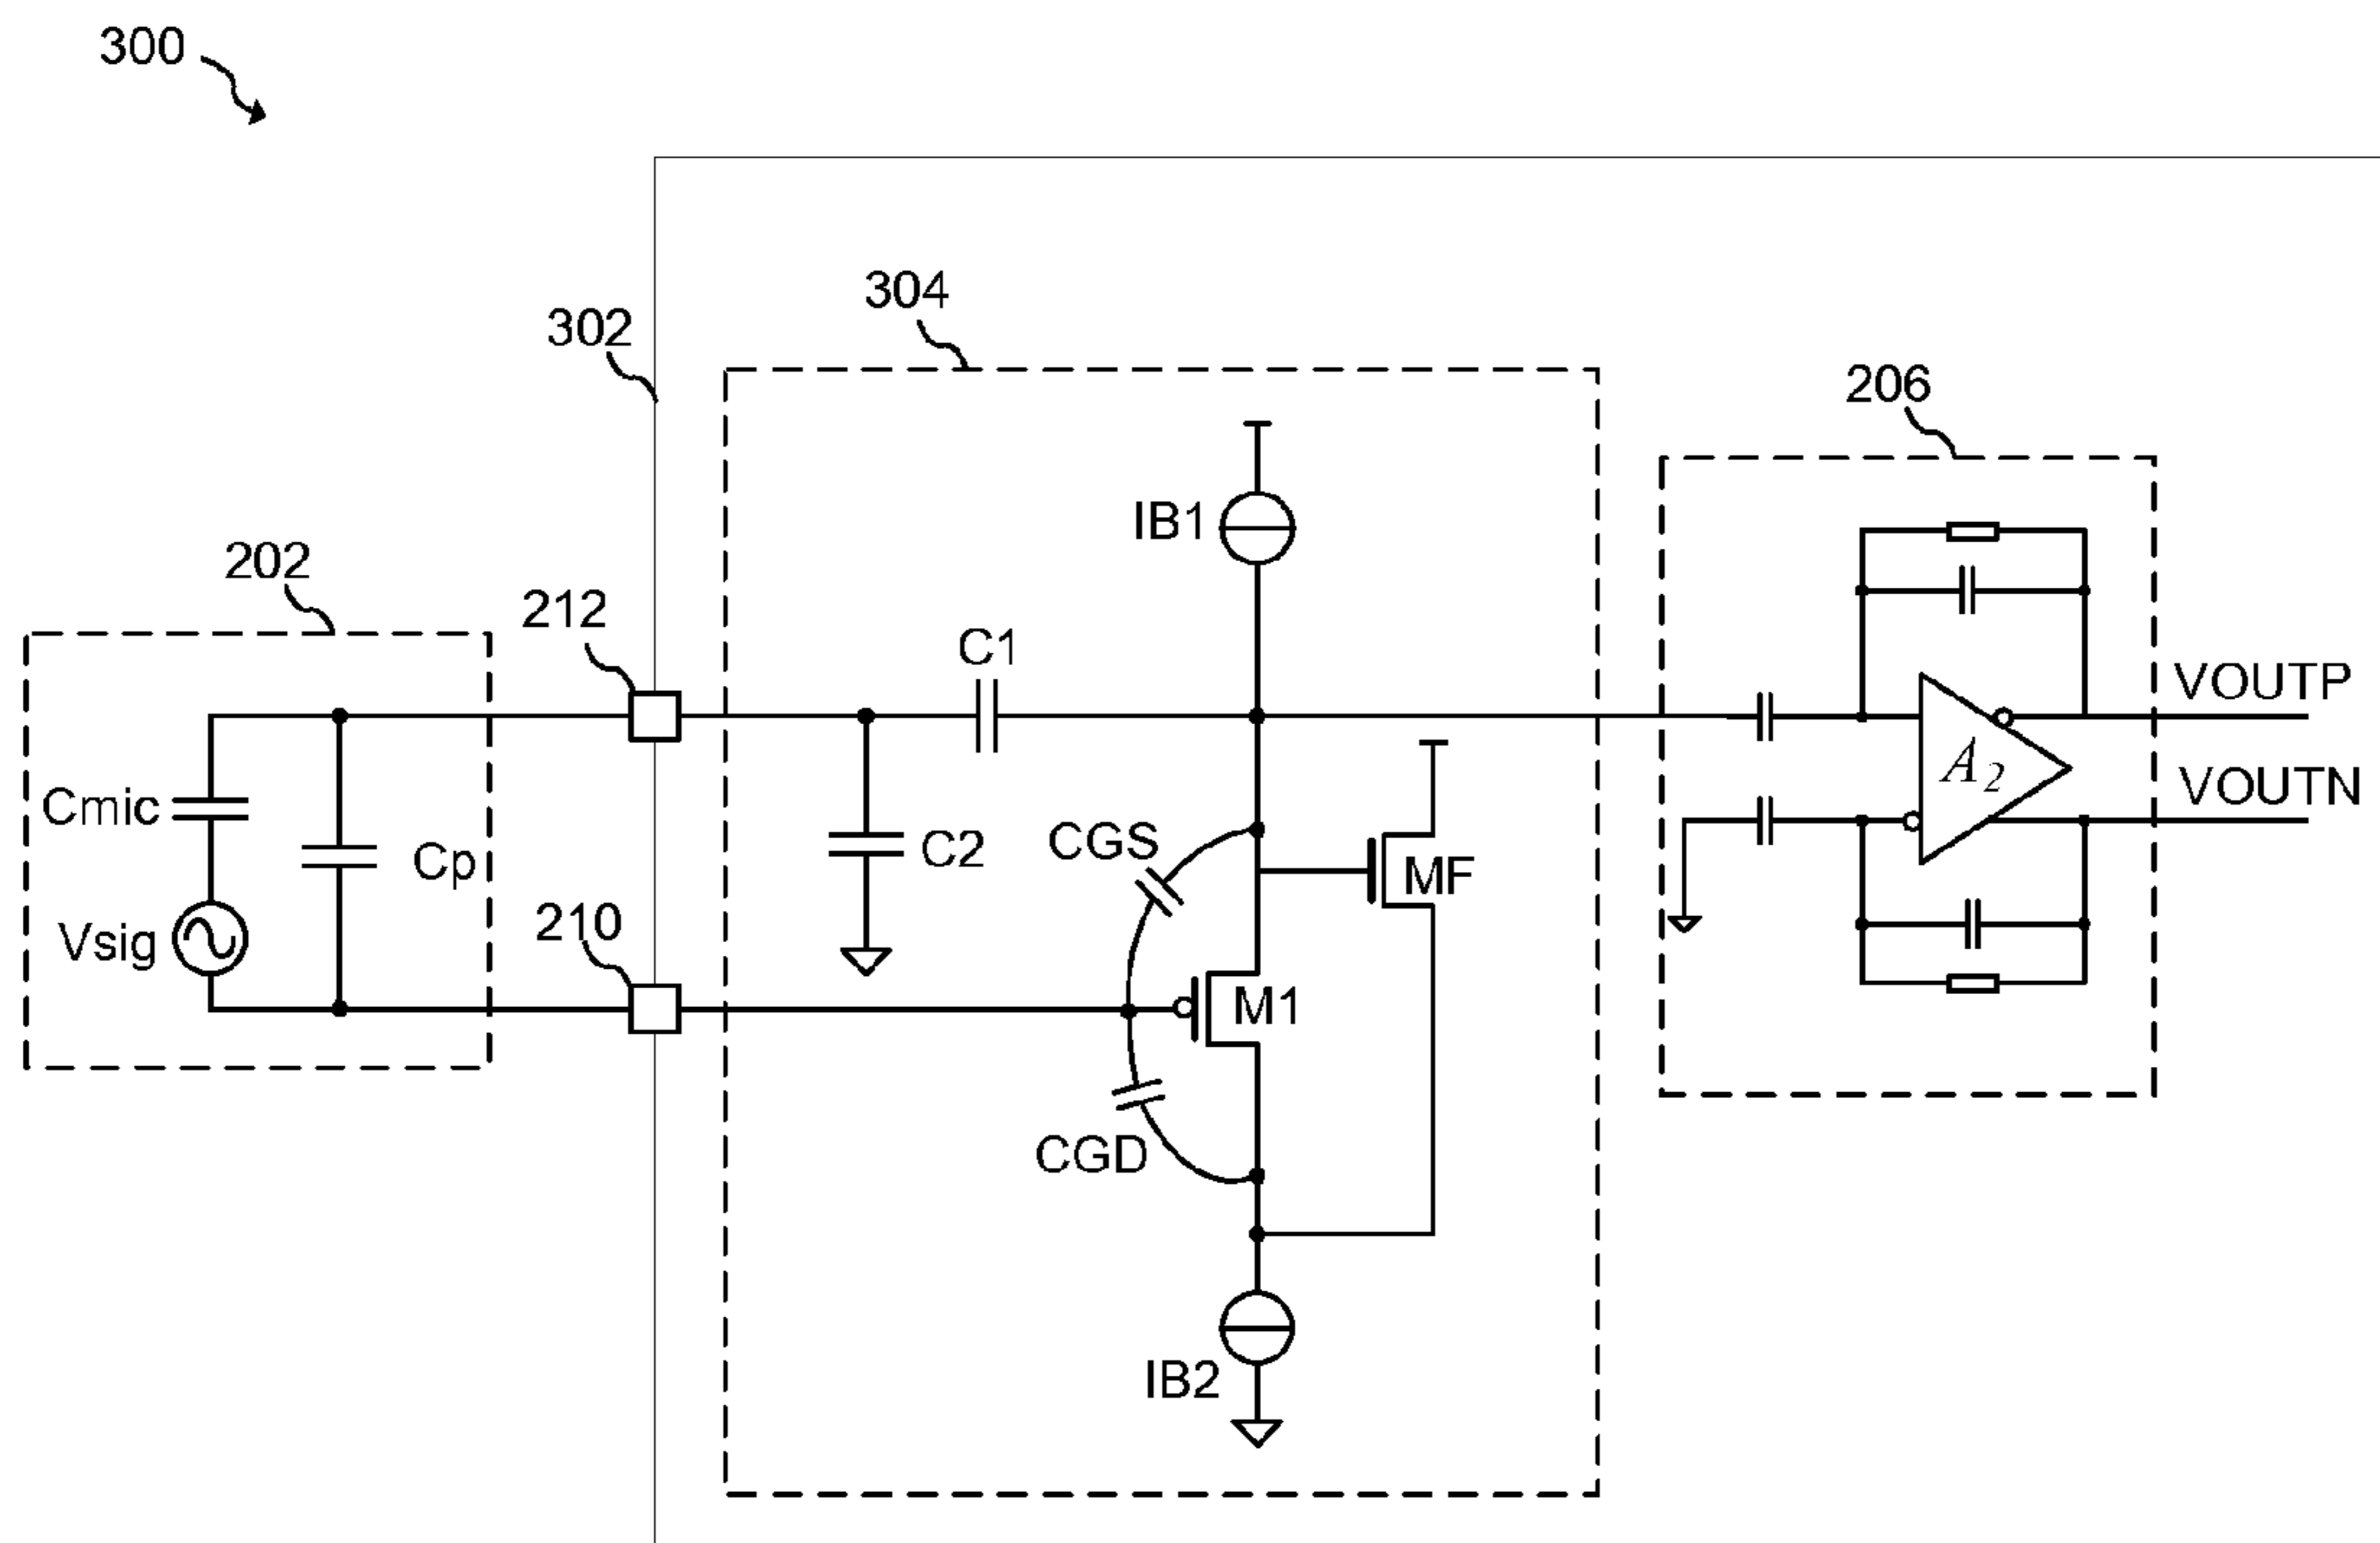 300
304
302
206
IB1
202
212
C1
VOUTP
A2
VOUTN
Cmic
CGS
C2
Cp
MF
210
Vsig
M1
CGD
IB2